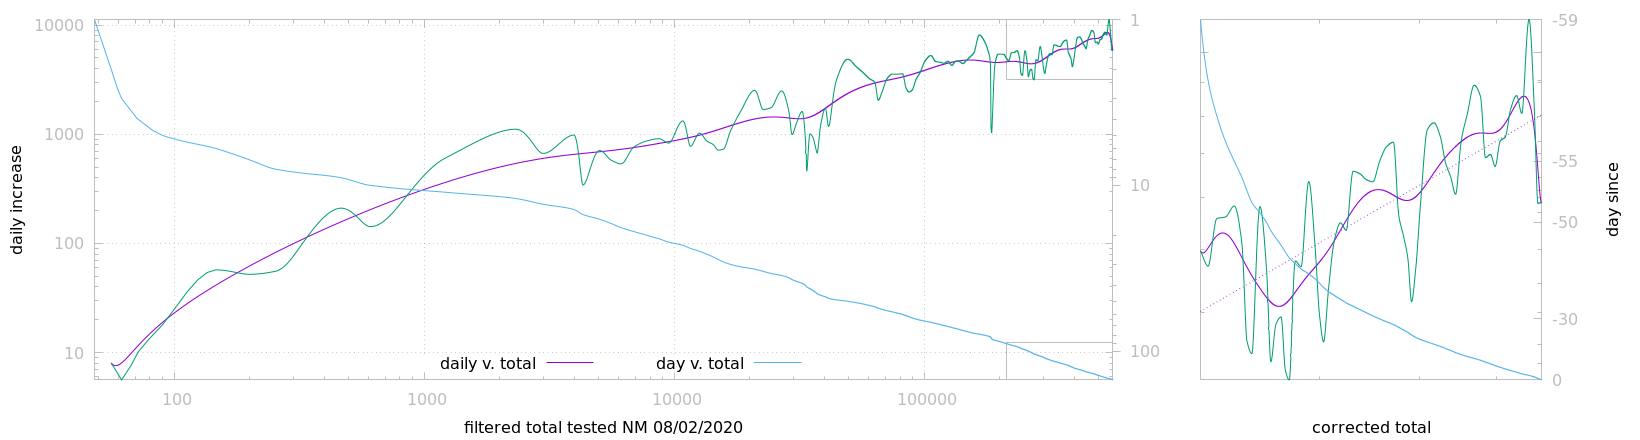 10000
1000
100
10
daily increase
100
1000
10000
100000
filtered total tested NM 08/02/2020
daily v. total
day v. total
1
10
100
-59
-55
-50
-30
0
day since
corrected total